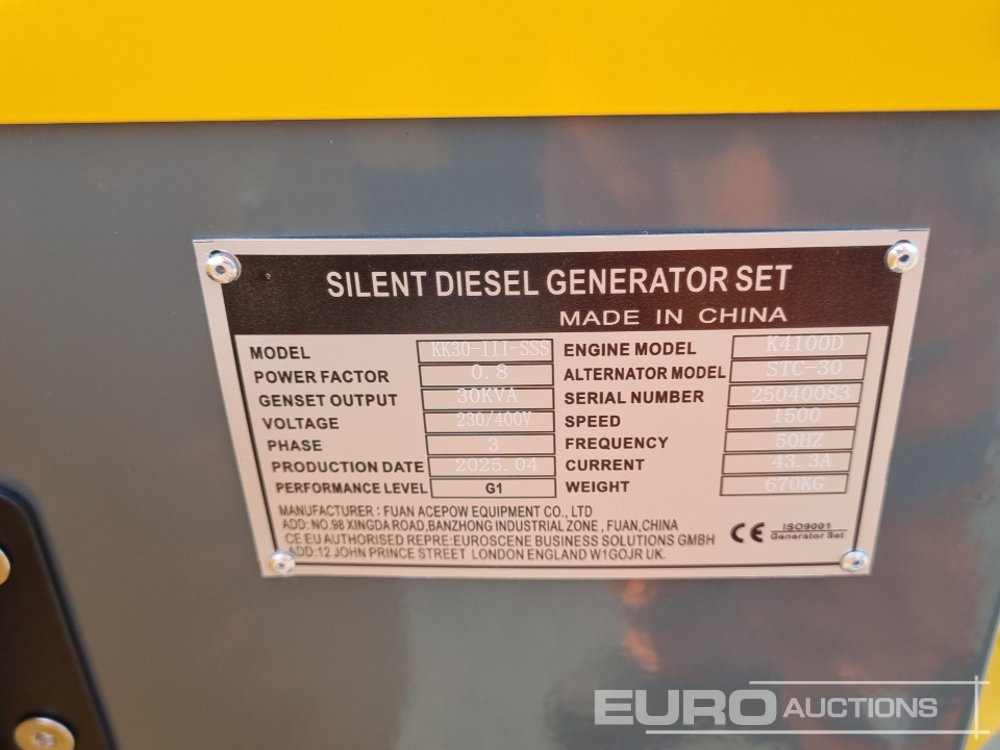 SILENT DIESEL GENERATOR SET
MADE IN CHINA
MODEL KK30-III-SSS
POWER FACTOR 0.8
GENSET OUTPUT 30KVA
VOLTAGE 230/400V
PHASE 3
PRODUCTION DATE 2025.04
PERFORMANCE LEVEL G1
ENGINE MODEL K4100D
ALTERNATOR MODEL STC-30
SERIAL NUMBER 25040083
SPEED 1500
FREQUENCY 50HZ
CURRENT 43.3A
WEIGHT 670KG
MANUFACTURER : FUAN ACEPOW EQUIPMENT CO., LTD
ADD: NO.98 XINGDA ROAD, BANZHONG INDUSTRIAL ZONE , FUAN,CHINA
CE EU AUTHORISED REPRE:EUROSCENE BUSINESS SOLUTIONS GMBH
ADD:12 JOHN PRINCE STREET LONDON ENGLAND W1GOJR UK.
CE ISO9001
Generator Set
EURO AUCTIONS